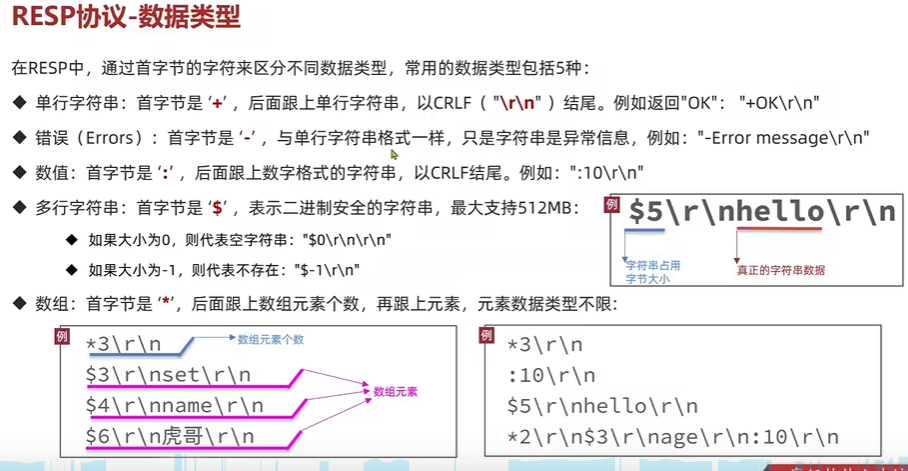 RESP协议-数据类型
在RESP中，通过首字节的字符来区分不同数据类型，常用的数据类型包括5种：
◆ 单行字符串：首字节是 ‘+’ ，后面跟上单行字符串，以CRLF（ "\r\n" ）结尾。例如返回"OK"： "+OK\r\n"
◆ 错误（Errors）：首字节是 ‘-’ ，与单行字符串格式一样，只是字符串是异常信息，例如："-Error message\r\n"
◆ 数值：首字节是 ‘:’ ，后面跟上数字格式的字符串，以CRLF结尾。例如：":10\r\n"
◆ 多行字符串：首字节是 ‘$’ ，表示二进制安全的字符串，最大支持512MB：
◆ 如果大小为0，则代表空字符串："$0\r\n\r\n"
◆ 如果大小为-1，则代表不存在："$-1\r\n"
例
$5\r\nhello\r\n
字符串占用
字节大小
真正的字符串数据
◆ 数组：首字节是 ‘*’，后面跟上数组元素个数，再跟上元素，元素数据类型不限：
例
*3\r\n
数组元素个数
$3\r\nset\r\n
$4\r\nname\r\n
数组元素
$6\r\n虎哥\r\n
例
*3\r\n
:10\r\n
$5\r\nhello\r\n
*2\r\n$3\r\nage\r\n:10\r\n